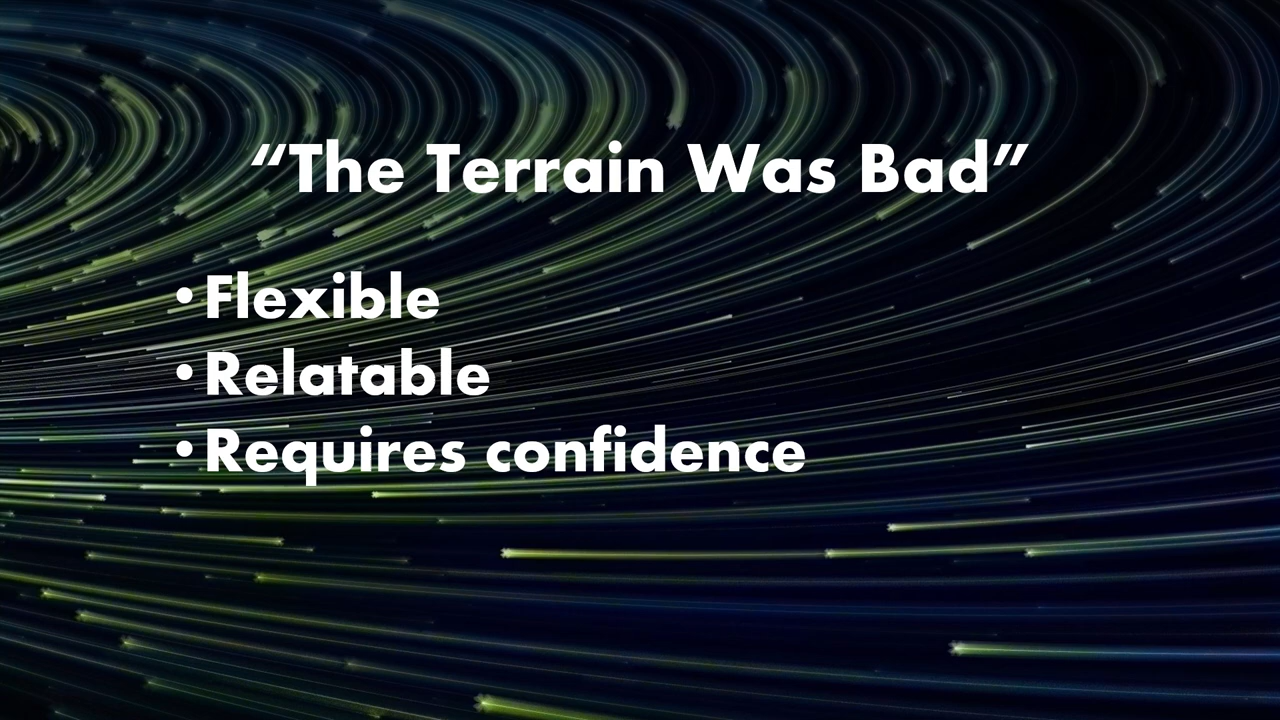 “The Terrain Was Bad”
• Flexible
• Relatable
• Requires confidence